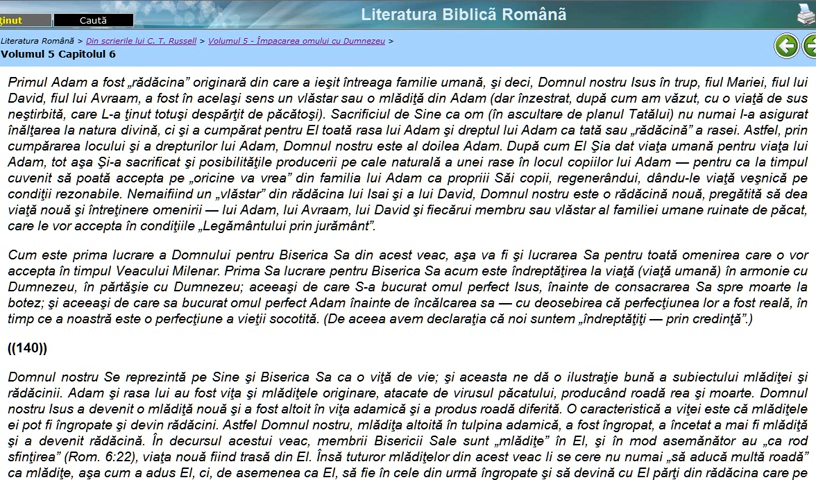 ţinut
Caută
Literatura Biblicã Românã
Literatura Română > Din scrierile lui C. T. Russell > Volumul 5 - Împacarea omului cu Dumnezeu >
Volumul 5 Capitolul 6
Primul Adam a fost „rădăcina” originară din care a ieşit întreaga familie umană, şi deci, Domnul nostru Isus în trup, fiul Mariei, fiul lui
David, fiul lui Avraam, a fost în acelaşi sens un vlăstar sau o mlădiţă din Adam (dar înzestrat, după cum am văzut, cu o viaţă de sus
neştirbită, care L-a ţinut totuşi despărţit de păcătoşi). Sacrificiul de Sine ca om (în ascultare de planul Tatălui) nu numai I-a asigurat
înălţarea la natura divină, ci şi a cumpărat pentru El toată rasa lui Adam şi dreptul lui Adam ca tată sau „rădăcină” a rasei. Astfel, prin
cumpărarea locului şi a drepturilor lui Adam, Domnul nostru este al doilea Adam. După cum El Şia dat viaţa umană pentru viaţa lui
Adam, tot aşa Şi-a sacrificat şi posibilităţile producerii pe cale naturală a unei rase în locul copiilor lui Adam — pentru ca la timpul
cuvenit să poată accepta pe „oricine va vrea” din familia lui Adam ca propriii Săi copii, regenerându, dându-le viaţă veşnică pe
condiţii rezonabile. Nemaifiind un „vlăstar” din rădăcina lui Isai şi a lui David, Domnul nostru este o rădăcină nouă, pregătită să dea
viaţă nouă şi întreţinere omenirii — lui Adam, lui Avraam, lui David şi fiecărui membru sau vlăstar al familiei umane ruinate de păcat,
care le vor accepta în condiţiile „Legământului prin jurământ”.
Cum este prima lucrare a Domnului pentru Biserica Sa din acest veac, aşa va fi şi lucrarea Sa pentru toată omenirea care o vor
accepta în timpul Veacului Milenar. Prima Sa lucrare pentru Biserica Sa acum este îndreptăţirea la viaţă (viaţă umană) în armonie cu
Dumnezeu, în părtăşie cu Dumnezeu; aceeaşi de care S-a bucurat omul perfect Isus, înainte de consacrarea Sa spre moarte la
botez; şi aceeaşi de care sa bucurat omul perfect Adam înainte de încălcarea sa — cu deosebirea că perfecţiunea lor a fost reală, în
timp ce a noastră este o perfecţiune a vieţii socotită. (De aceea avem declaraţia că noi suntem „îndreptăţiţi — prin credinţă”.)
((140))
Domnul nostru Se reprezintă pe Sine şi Biserica Sa ca o viţă de vie; şi aceasta ne dă o ilustraţie bună a subiectului mlădiţei şi
rădăcinii. Adam şi rasa lui au fost viţa şi mlădiţele originare, atacate de virusul păcatului, producând roadă rea şi moarte. Domnul
nostru Isus a devenit o mlădiţă nouă şi a fost altoit în viţa adamică şi a produs roadă diferită. O caracteristică a viţei este că mlădiţele
ei pot fi îngropate şi devin rădăcini. Astfel Domnul nostru, mlădiţa altoită în tulpina adamică, a fost îngropat, a încetat a mai fi mlădiţă
şi a devenit rădăcină. În decursul acestui veac, membrii Bisericii Sale sunt „mlădiţe” în El, şi în mod asemănător au „ca rod
sfinţirea” (Rom. 6:22), viaţa nouă fiind trasă din El. Însă tuturor mlădiţelor din acest veac li se cere nu numai „să aducă multă roadă”
ca mlădiţe, aşa cum a adus El, ci, de asemenea ca El, să fie în cele din urmă îngropate şi să devină cu El părţi din rădăcina care pe